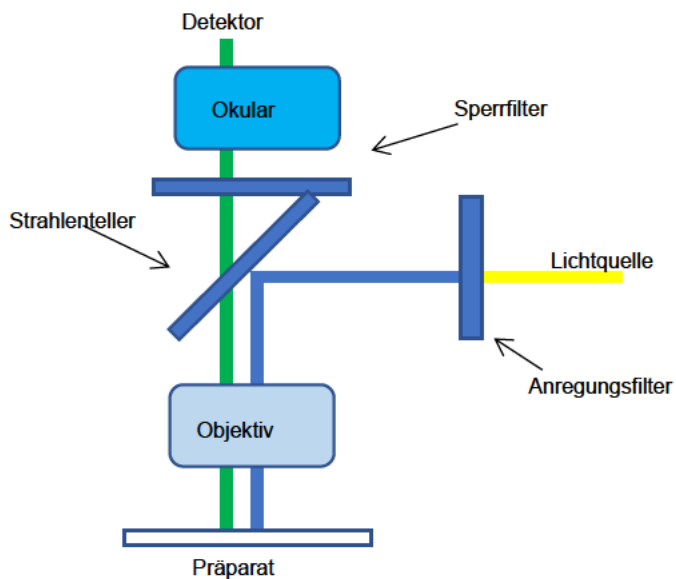 Detektor
Okular
Sperrfilter
Strahlenteller
Lichtquelle
Anregungsfilter
Objektiv
Präparat